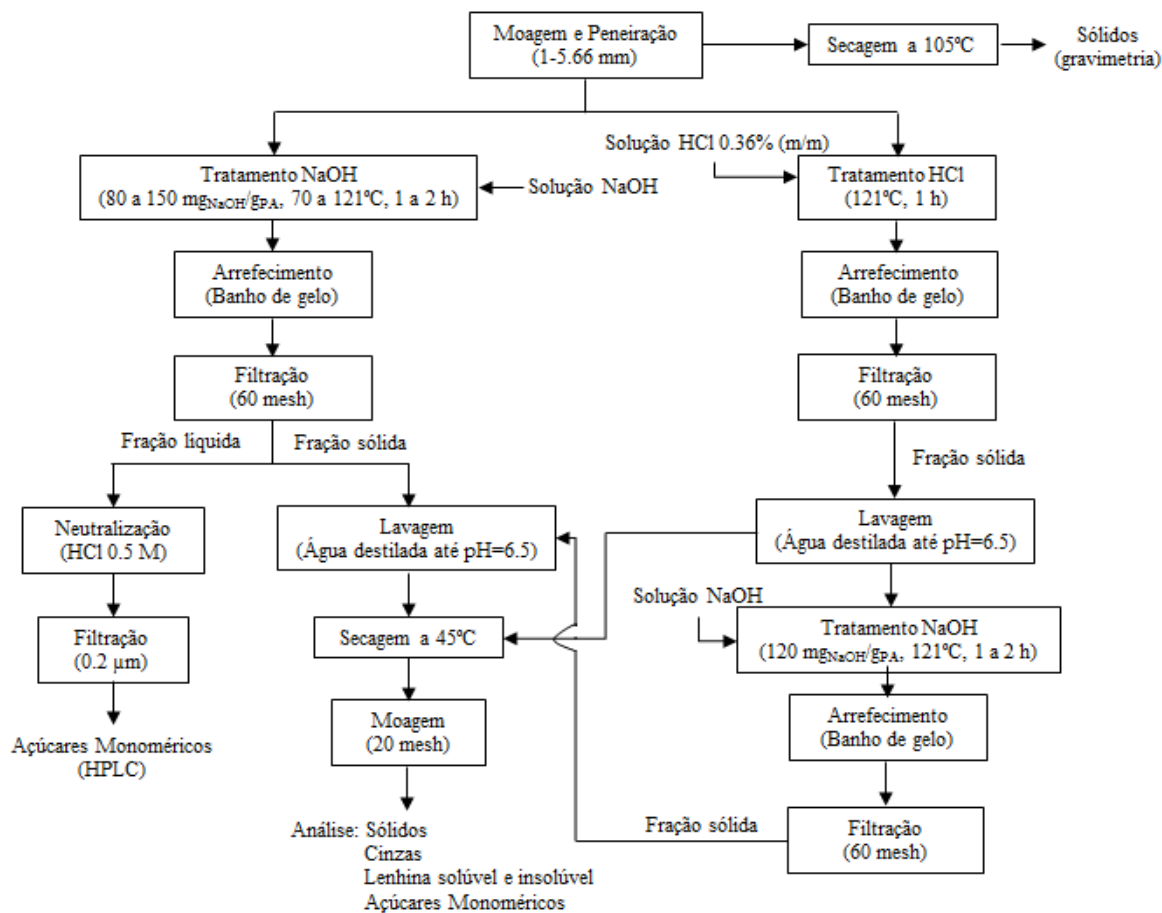 Moagem e Peneiração
(1-5.66 mm)
Secagem a 105ºC
Sólidos
(gravimetria)
Solução HCl 0.36% (m/m)
Tratamento NaOH
(80 a 150 mgNaOH/gPA, 70 a 121ºC, 1 a 2 h)
Solução NaOH
Tratamento HCl
(121ºC, 1 h)
Arrefecimento
(Banho de gelo)
Arrefecimento
(Banho de gelo)
Filtração
(60 mesh)
Filtração
(60 mesh)
Fração líquida
Fração sólida
Fração sólida
Neutralização
(HCl 0.5 M)
Lavagem
(Água destilada até pH=6.5)
Lavagem
(Água destilada até pH=6.5)
Solução NaOH
Filtração
(0.2 µm)
Secagem a 45ºC
Tratamento NaOH
(120 mgNaOH/gPA, 121ºC, 1 a 2 h)
Açúcares Monoméricos
(HPLC)
Moagem
(20 mesh)
Arrefecimento
(Banho de gelo)
Análise: Sólidos
Cinzas
Lenhina solúvel e insolúvel
Açúcares Monoméricos
Fração sólida
Filtração
(60 mesh)